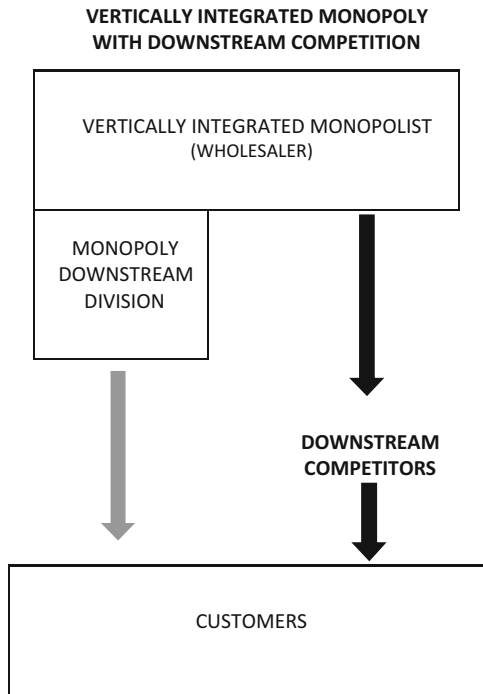 VERTICALLY INTEGRATED MONOPOLY
WITH DOWNSTREAM COMPETITION
VERTICALLY INTEGRATED MONOPOLIST
(WHOLESALER)
MONOPOLY
DOWNSTREAM
DIVISION
DOWNSTREAM
COMPETITORS
CUSTOMERS